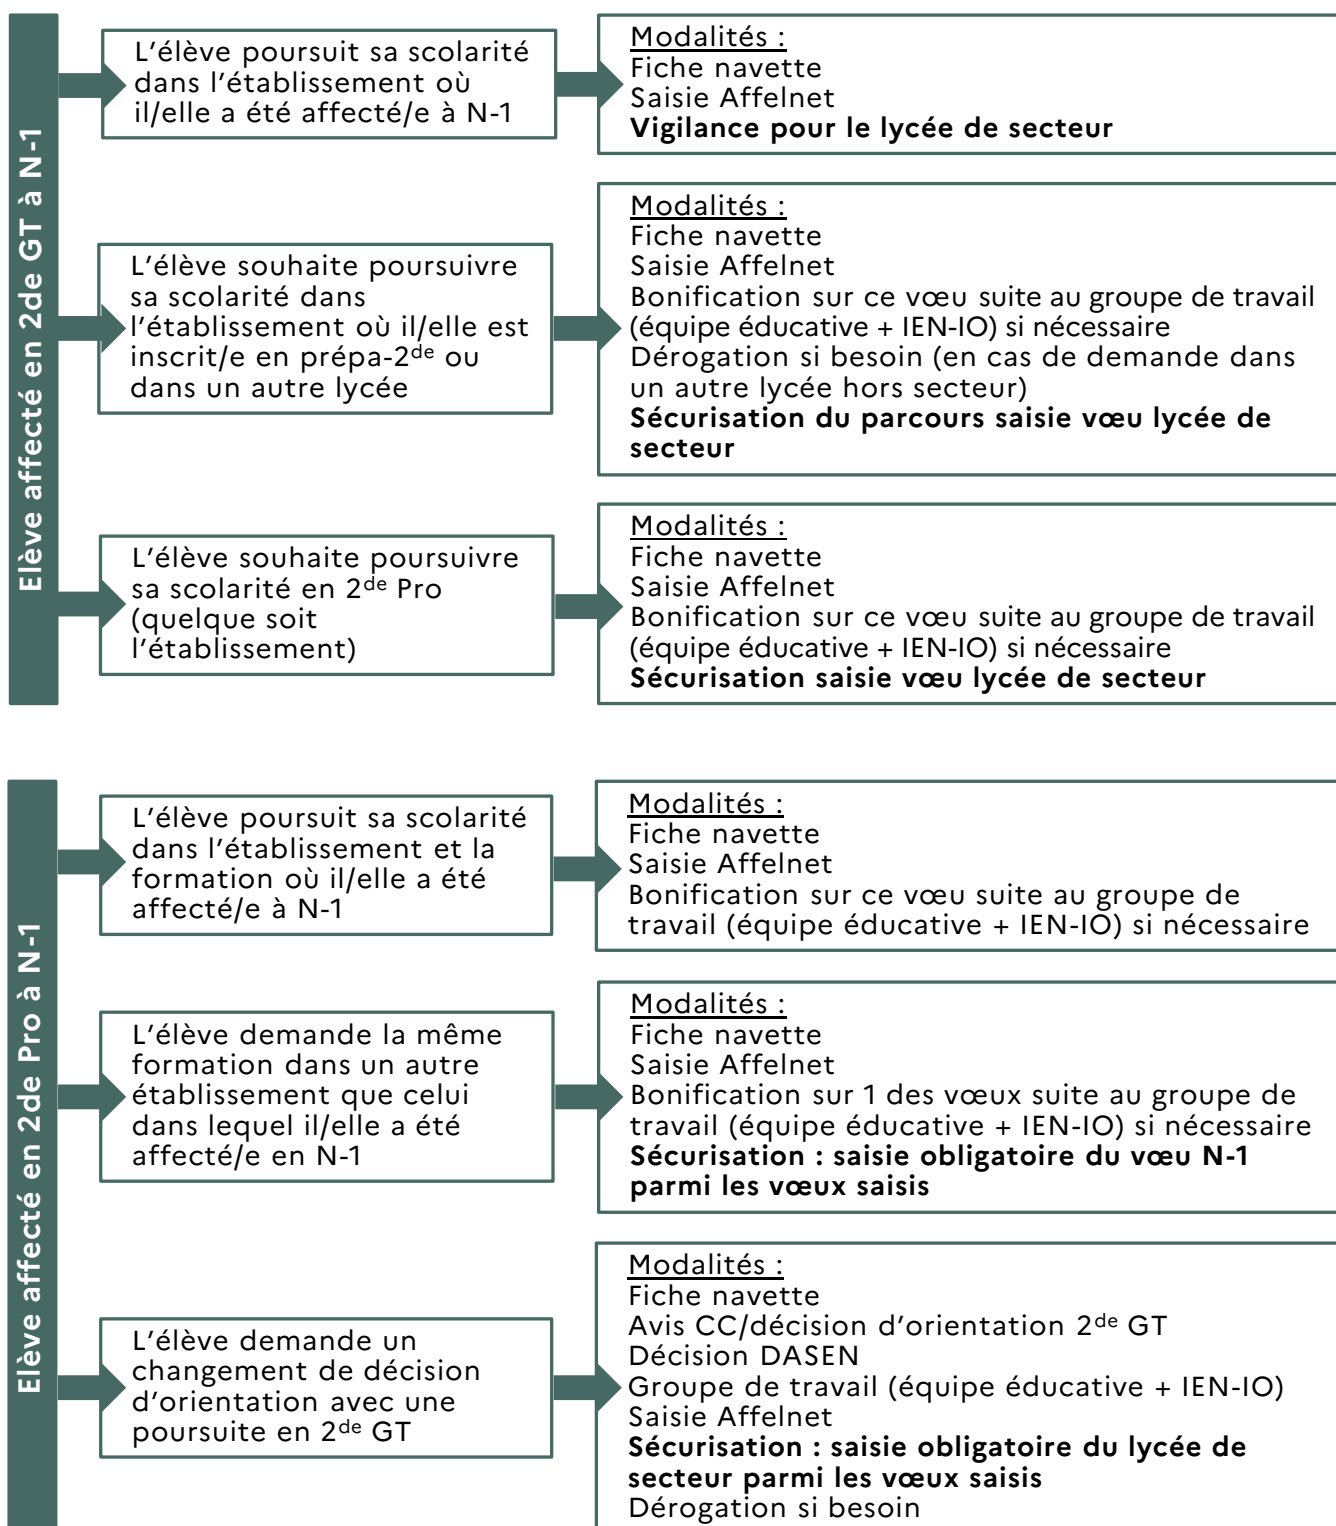 Elève affecté en 2de GT à N-1
L'élève poursuit sa scolarité
dans l'établissement où
il/elle a été affecté/e à N-1
Modalités :
Fiche navette
Saisie Affelnet
Vigilance pour le lycée de secteur
L'élève souhaite poursuivre
sa scolarité dans
l'établissement où il/elle est
inscrit/e en prépa-2de ou
dans un autre lycée
Modalités :
Fiche navette
Saisie Affelnet
Bonification sur ce vœu suite au groupe de travail
(équipe éducative + IEN-IO) si nécessaire
Dérogation si besoin (en cas de demande dans
un autre lycée hors secteur)
Sécurisation du parcours saisie vœu lycée de
secteur
L'élève souhaite poursuivre
sa scolarité en 2de Pro
(quelque soit
l'établissement)
Modalités :
Fiche navette
Saisie Affelnet
Bonification sur ce vœu suite au groupe de travail
(équipe éducative + IEN-IO) si nécessaire
Sécurisation saisie vœu lycée de secteur
Elève affecté en 2de Pro à N-1
L'élève poursuit sa scolarité
dans l'établissement et la
formation où il/elle a été
affecté/e à N-1
Modalités :
Fiche navette
Saisie Affelnet
Bonification sur ce vœu suite au groupe de
travail (équipe éducative + IEN-IO) si nécessaire
L'élève demande la même
formation dans un autre
établissement que celui
dans lequel il/elle a été
affecté/e en N-1
Modalités :
Fiche navette
Saisie Affelnet
Bonification sur 1 des vœux suite au groupe de
travail (équipe éducative + IEN-IO) si nécessaire
Sécurisation : saisie obligatoire du vœu N-1
parmi les vœux saisis
L'élève demande un
changement de décision
d'orientation avec une
poursuite en 2de GT
Modalités :
Fiche navette
Avis CC/décision d'orientation 2de GT
Décision DASEN
Groupe de travail (équipe éducative + IEN-IO)
Saisie Affelnet
Sécurisation : saisie obligatoire du lycée de
secteur parmi les vœux saisis
Dérogation si besoin